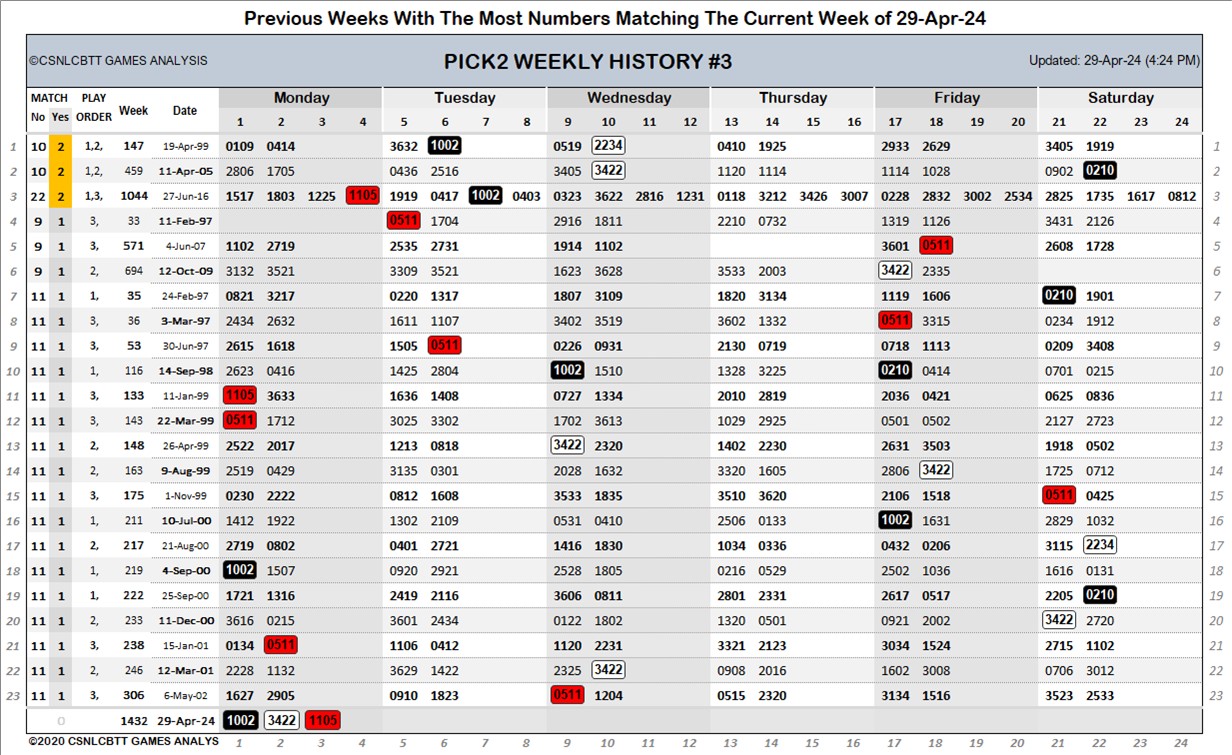 Previous Weeks With The Most Numbers Matching The Current Week of 29-Apr-24
©CSNLCBTT GAMES ANALYSIS PICK2 WEEKLY HISTORY #3 Updated: 29-Apr-24 (4:24 PM)
MATCH PLAY Week Date Monday Tuesday Wednesday Thursday Friday Saturday
No Yes ORDER 1 2 3 4 5 6 7 8 9 10 11 12 13 14 15 16 17 18 19 20 21 22 23 24
1 10 2 1,2, 147 19-Apr-99 0109 0414 3632 1002 0519 2234 0410 1925 2933 2629 3405 1919 1
2 10 2 1,2, 459 11-Apr-05 2806 1705 0436 2516 3405 3422 1120 1114 1114 1028 0902 0210 2
3 22 2 1,3, 1044 27-Jun-16 1517 1803 1225 1105 1919 0417 1002 0403 0323 3622 2816 1231 0118 3212 3426 3007 0228 2832 3002 2534 2825 1735 1617 0812 3
4 9 1 3, 33 11-Feb-97 0511 1704 2916 1811 2210 0732 1319 1126 3431 2126 4
5 9 1 3, 571 4-Jun-07 1102 2719 2535 2731 1914 1102 3601 0511 2608 1728 5
6 9 1 2, 694 12-Oct-09 3132 3521 3309 3521 1623 3628 3533 2003 3422 2335 6
7 11 1 1, 35 24-Feb-97 0821 3217 0220 1317 1807 3109 1820 3134 1119 1606 0210 1901 7
8 11 1 3, 36 3-Mar-97 2434 2632 1611 1107 3402 3519 3602 1332 0511 3315 0234 1912 8
9 11 1 3, 53 30-Jun-97 2615 1618 1505 0511 0226 0931 2130 0719 0718 1113 0209 3408 9
10 11 1 1, 116 14-Sep-98 2623 0416 1425 2804 1002 1510 1328 3225 0210 0414 0701 0215 10
11 11 1 3, 133 11-Jan-99 1105 3633 1636 1408 0727 1334 2010 2819 2036 0421 0625 0836 11
12 11 1 3, 143 22-Mar-99 0511 1712 3025 3302 1702 3613 1029 2925 0501 0502 2127 2723 12
13 11 1 2, 148 26-Apr-99 2522 2017 1213 0818 3422 2320 1402 2230 2631 3503 1918 0502 13
14 11 1 2, 163 9-Aug-99 2519 0429 3135 0301 2028 1632 3320 1605 2806 3422 1725 0712 14
15 11 1 3, 175 1-Nov-99 0230 2222 0812 1608 3533 1835 3510 3620 2106 1518 0511 0425 15
16 11 1 1, 211 10-Jul-00 1412 1922 1302 2109 0531 0410 2506 0133 1002 1631 2829 1032 16
17 11 1 2, 217 21-Aug-00 2719 0802 0401 2721 1416 1830 1034 0336 0432 0206 3115 2234 17
18 11 1 1, 219 4-Sep-00 1002 1507 0920 2921 2528 1805 0216 0529 2502 1036 1616 0131 18
19 11 1 1, 222 25-Sep-00 1721 1316 2419 2116 3606 0811 2801 2331 2617 0517 2205 0210 19
20 11 1 2, 233 11-Dec-00 3616 0215 3601 2434 0122 1802 1320 0501 0921 2002 3422 2720 20
21 11 1 3, 238 15-Jan-01 0134 0511 1106 0412 1120 2231 3321 2123 3034 1524 2715 1102 21
22 11 1 2, 246 12-Mar-01 2228 1132 3629 1422 2325 3422 0908 2016 1602 3008 0706 3012 22
23 11 1 3, 306 6-May-02 1627 2905 0910 1823 0511 1204 0515 2320 3134 1516 3523 2533 23
0 1432 29-Apr-24 1002 3422 1105
©2020 CSNLCBTT GAMES ANALYS 1 2 3 4 5 6 7 8 9 10 11 12 13 14 15 16 17 18 19 20 21 22 23 24